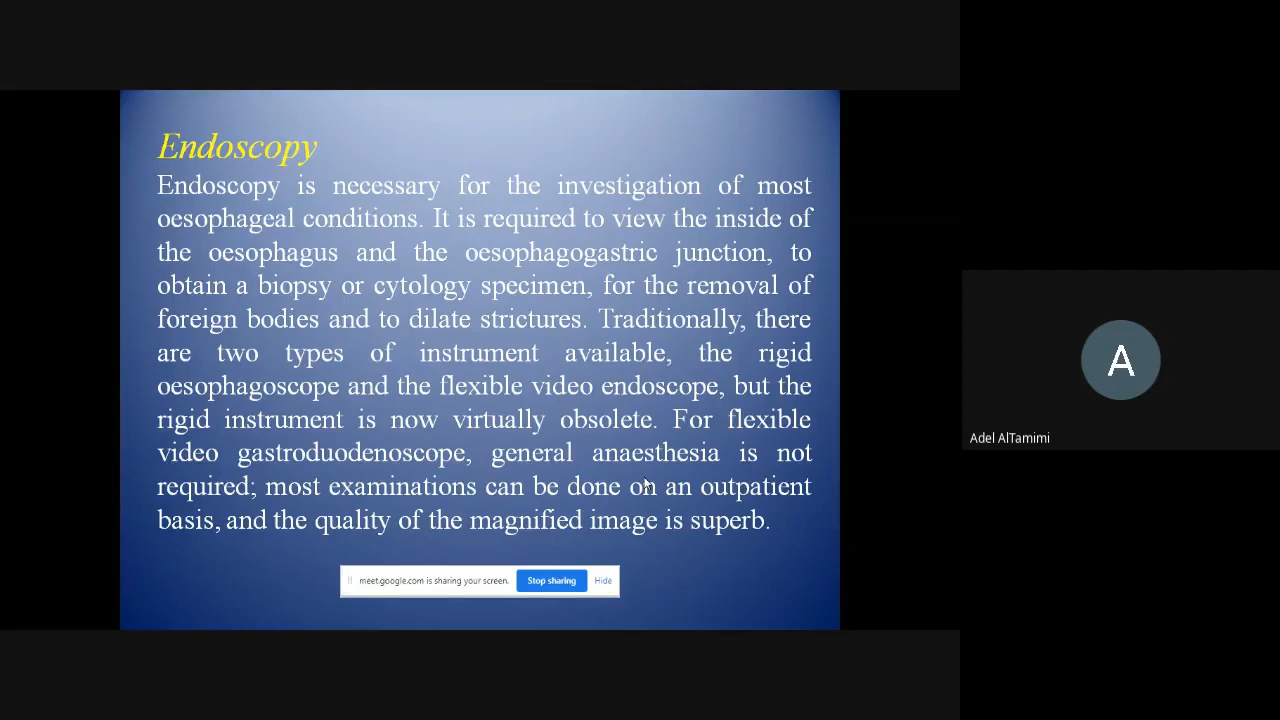 Endoscopy
Endoscopy is necessary for the investigation of most
oesophageal conditions. It is required to view the inside of
the oesophagus and the oesophagogastric junction, to
obtain a biopsy or cytology specimen, for the removal of
foreign bodies and to dilate strictures. Traditionally, there
are two types of instrument available, the rigid
oesophagoscope and the flexible video endoscope, but the
rigid instrument is now virtually obsolete. For flexible
video gastroduodenoscope, general anaesthesia is not
required; most examinations can be done on an outpatient
basis, and the quality of the magnified image is superb.
meet.google.com is sharing your screen. Stop sharing Hide
A
Adel AlTamimi